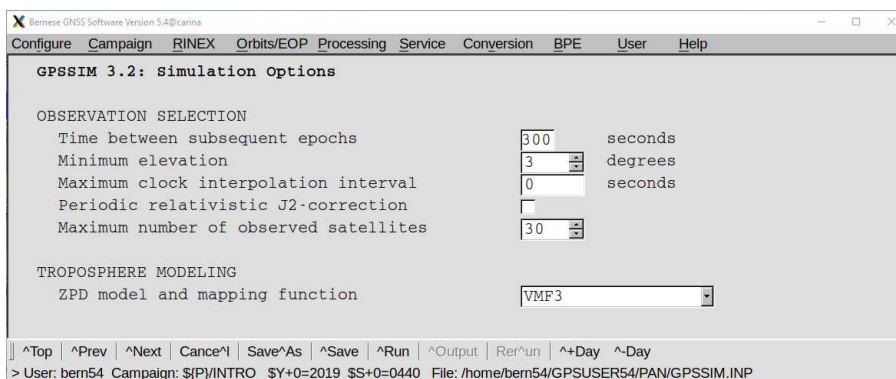 Bernese GNSS Software Version 5.4@carina
Configure Campaign RINEX Orbits/EOP Processing Service Conversion BPE User Help
GPSSIM 3.2: Simulation Options
OBSERVATION SELECTION
Time between subsequent epochs 300 seconds
Minimum elevation 3 degrees
Maximum clock interpolation interval 0 seconds
Periodic relativistic J2-correction
Maximum number of observed satellites 30
TROPOSPHERE MODELING
ZPD model and mapping function VMF3
^Top | ^Prev | ^Next | Cance^l | Save^As | ^Save | ^Run | ^Output | Rer^un | ^+Day ^-Day
> User: bern54 Campaign: ${P}/INTRO $Y+0=2019 $S+0=0440 File: /home/bern54/GPSUSER54/PAN/GPSSIM.INP